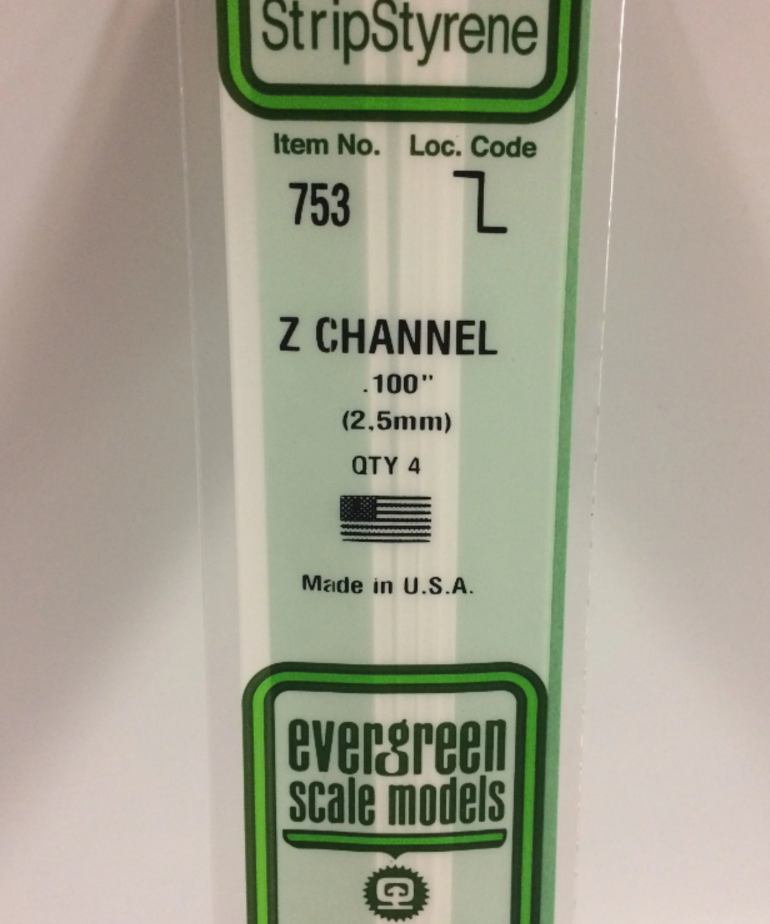 StripStyrene
Item No. Loc. Code
753
Z CHANNEL
.100"
(2.5mm)
QTY 4
Made in U.S.A.
evergreen
scale models